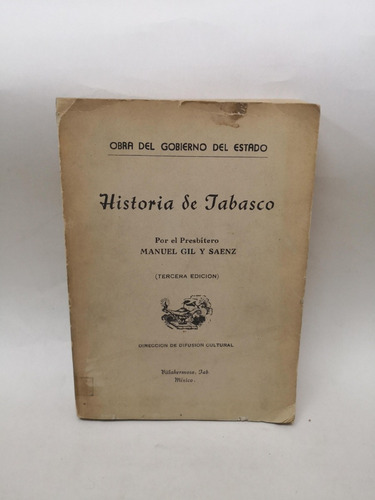 OBRA DEL GOBIERNO DEL ESTADO
Historia de Tabasco
Por el Presbítero
MANUEL GIL Y SAENZ
(TERCERA EDICION)
DIRECCION DE DIFUSION CULTURAL
Villahermosa, Tab.
México.